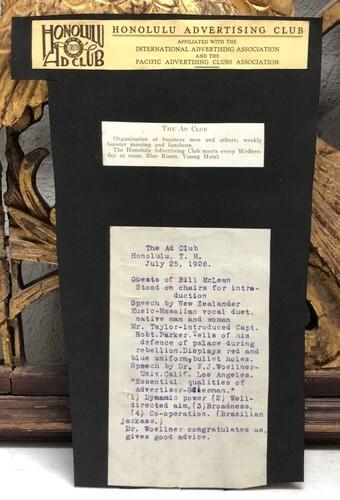 HONOLULU
TRUTH
AD CLUB
HONOLULU ADVERTISING CLUB
AFFILIATED WITH THE
INTERNATIONAL ADVERTISING ASSOCIATION
AND THE
PACIFIC ADVERTISING CLUBS ASSOCIATION
THE AD CLUB
Organization of business men and others; weekly
booster meeting and luncheon.
The Honolulu Advertising Club meets every Wednes-
day at noon, Blue Room, Young Hotel.
The Ad Club
Honolulu, T. H.
July 25, 1928.
Guests of Bill McLean
Stood on chairs for intro-
duction
Speech by New Zealander
Music-Hawaiian vocal duet,
native man and woman
Mr. Taylor-introduced Capt.
Robt.Parker.Tells of his
defence of palace during
rebellion.Displays red and
blue uniform,bullet holes.
Speech by Dr. F.J.Woellner-
Univ.Calif. Los Angeles.
"Essential qualities of
Advertiser-Salesman."
(1) Dynamic power (2) Well-
directed aim,(3)Broadness,
(4) Co-operation. (Brazilian
jackass.)
Dr. Woellner congratulates us,
gives good advice.